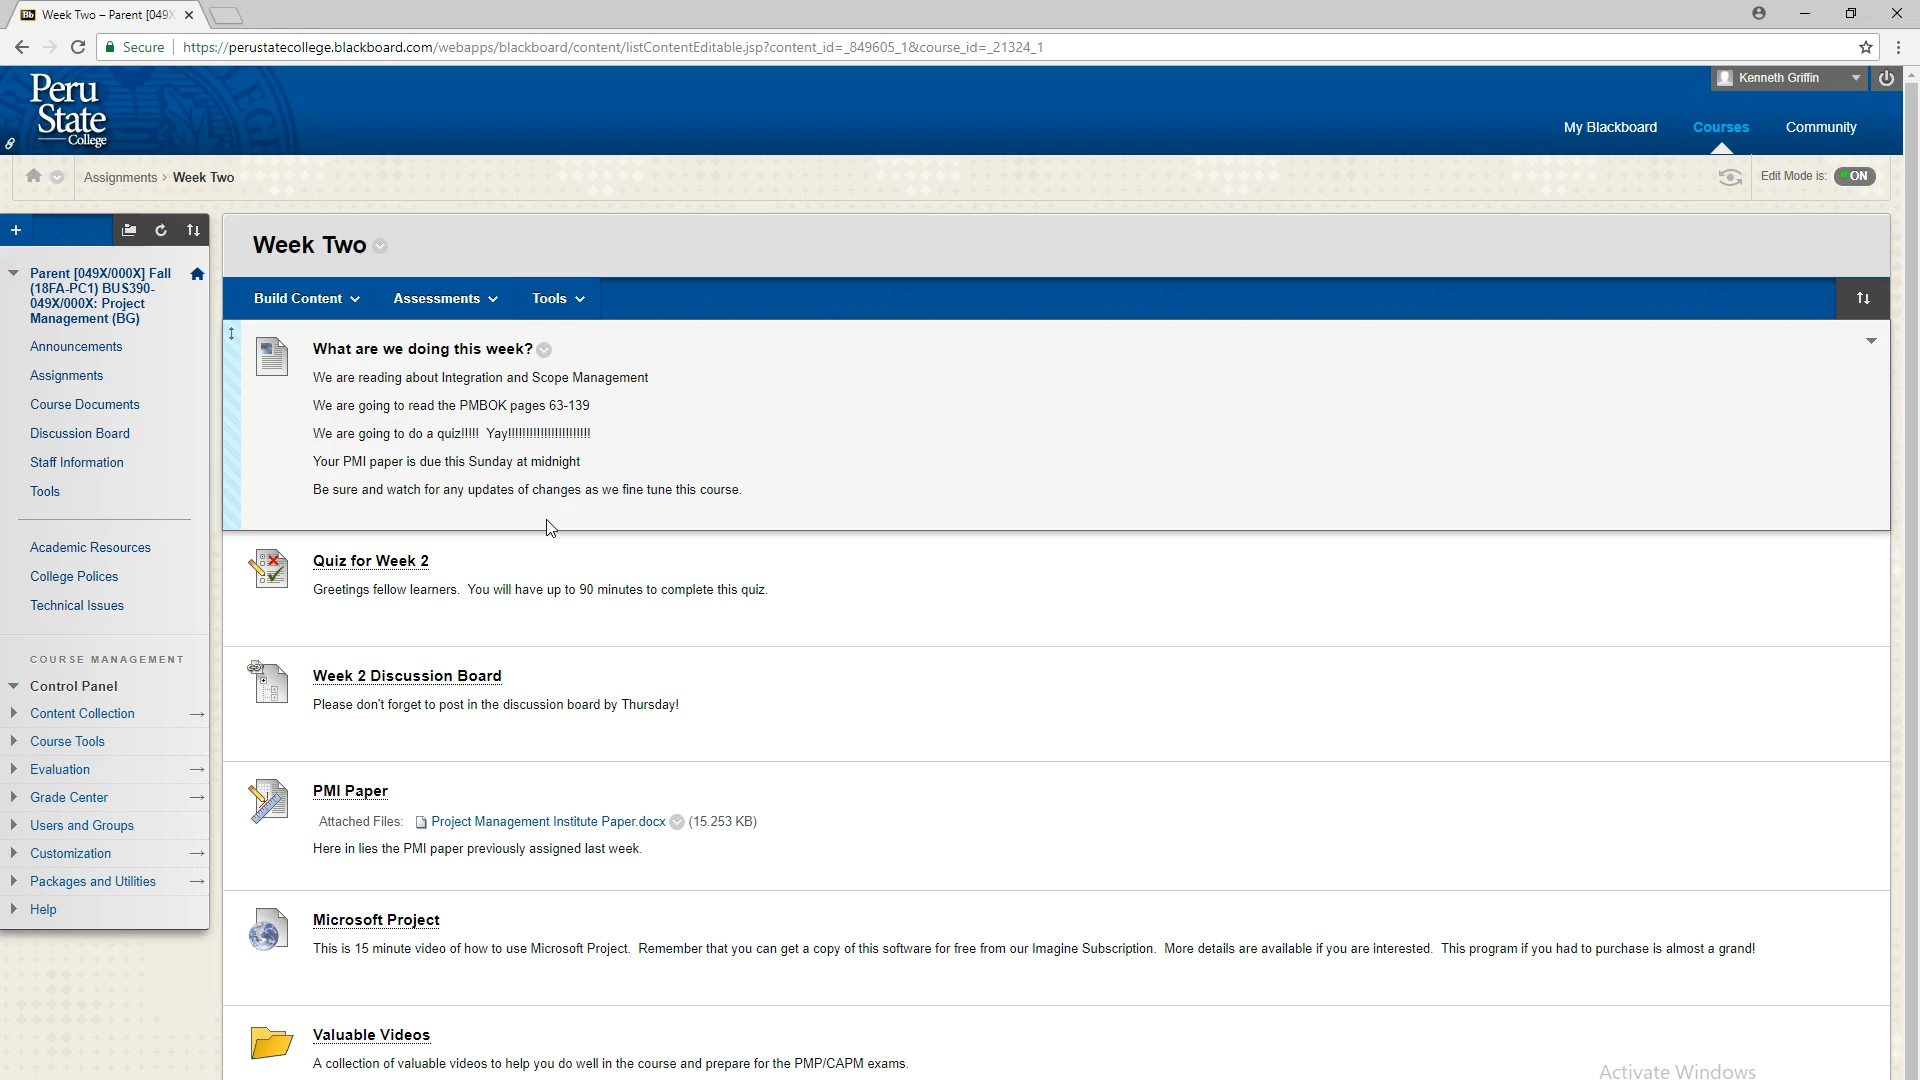 Week Two – Parent [049X
Secure
https://perustatecollege.blackboard.com/webapps/blackboard/content/listContentEditable.jsp?content_id=_849605_1&course_id=_21324_1
Peru
State
College
Kenneth Griffin
My Blackboard
Courses
Community
Assignments
Week Two
Edit Mode is:
ON
Parent [049X/000X] Fall
(18FA-PC1) BUS390-
049X/000X: Project
Management (BG)
Announcements
Assignments
Course Documents
Discussion Board
Staff Information
Tools
Academic Resources
College Polices
Technical Issues
COURSE MANAGEMENT
Control Panel
Content Collection
Course Tools
Evaluation
Grade Center
Users and Groups
Customization
Packages and Utilities
Help
Week Two
Build Content
Assessments
Tools
What are we doing this week?
We are reading about Integration and Scope Management
We are going to read the PMBOK pages 63-139
We are going to do a quiz!!!!! Yay!!!!!!!!!!!!!!!!!!!!!!!
Your PMI paper is due this Sunday at midnight
Be sure and watch for any updates of changes as we fine tune this course.
Quiz for Week 2
Greetings fellow learners. You will have up to 90 minutes to complete this quiz.
Week 2 Discussion Board
Please don't forget to post in the discussion board by Thursday!
PMI Paper
Attached Files: Project Management Institute Paper.docx (15.253 KB)
Here in lies the PMI paper previously assigned last week.
Microsoft Project
This is 15 minute video of how to use Microsoft Project. Remember that you can get a copy of this software for free from our Imagine Subscription. More details are available if you are interested. This program if you had to purchase is almost a grand!
Valuable Videos
A collection of valuable videos to help you do well in the course and prepare for the PMP/CAPM exams.
Activate Windows